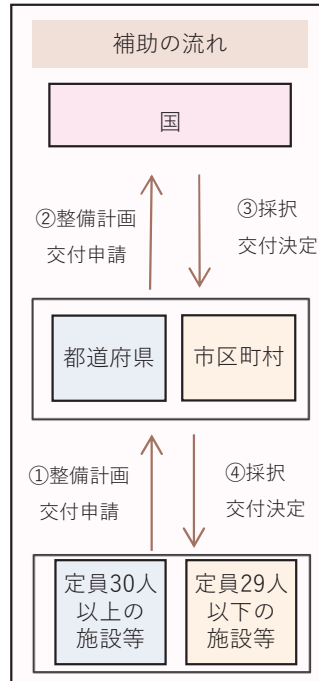 補助の流れ
国
②整備計画
交付申請
③採択
交付決定
都道府県
市区町村
①整備計画
交付申請
④採択
交付決定
定員30人
以上の
施設等
定員29人
以下の
施設等